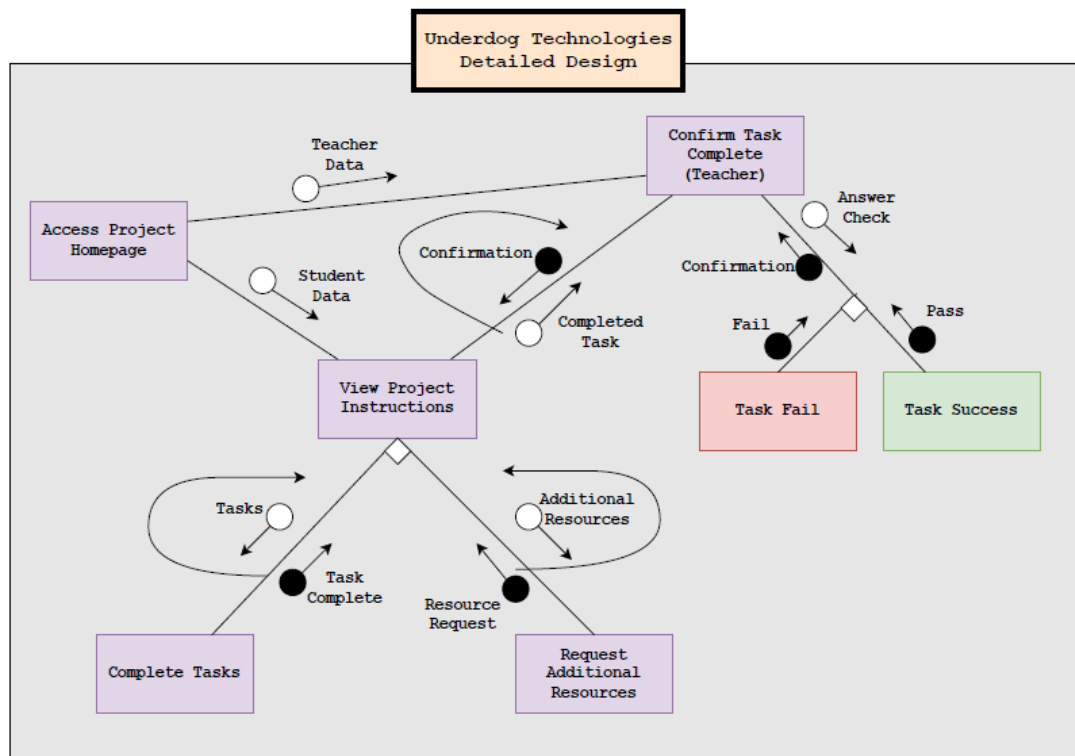 Underdog Technologies
Detailed Design
Teacher
Data
Confirm Task
Complete
(Teacher)
Answer
Check
Access Project
Homepage
Confirmation
Confirmation
Student
Data
Completed
Task
Fail
Pass
View Project
Instructions
Task Fail
Task Success
Tasks
Additional
Resources
Task
Complete
Resource
Request
Complete Tasks
Request
Additional
Resources